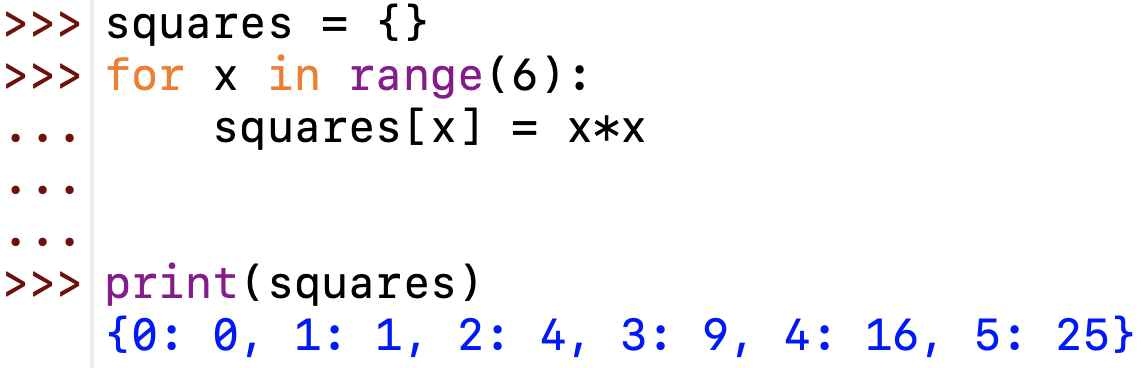 >>> squares = {}
>>> for x in range(6):
...     squares[x] = x*x
...
...
>>> print(squares)
{0: 0, 1: 1, 2: 4, 3: 9, 4: 16, 5: 25}